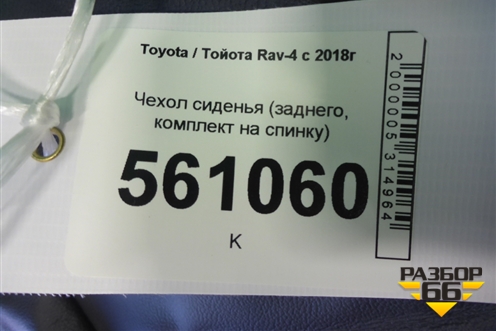 Toyota / Тойота Rav-4 с 2018г
Чехол сиденья (заднего,
комплект на спинку)
561060
К
2000005314964
РАЗБОР
66